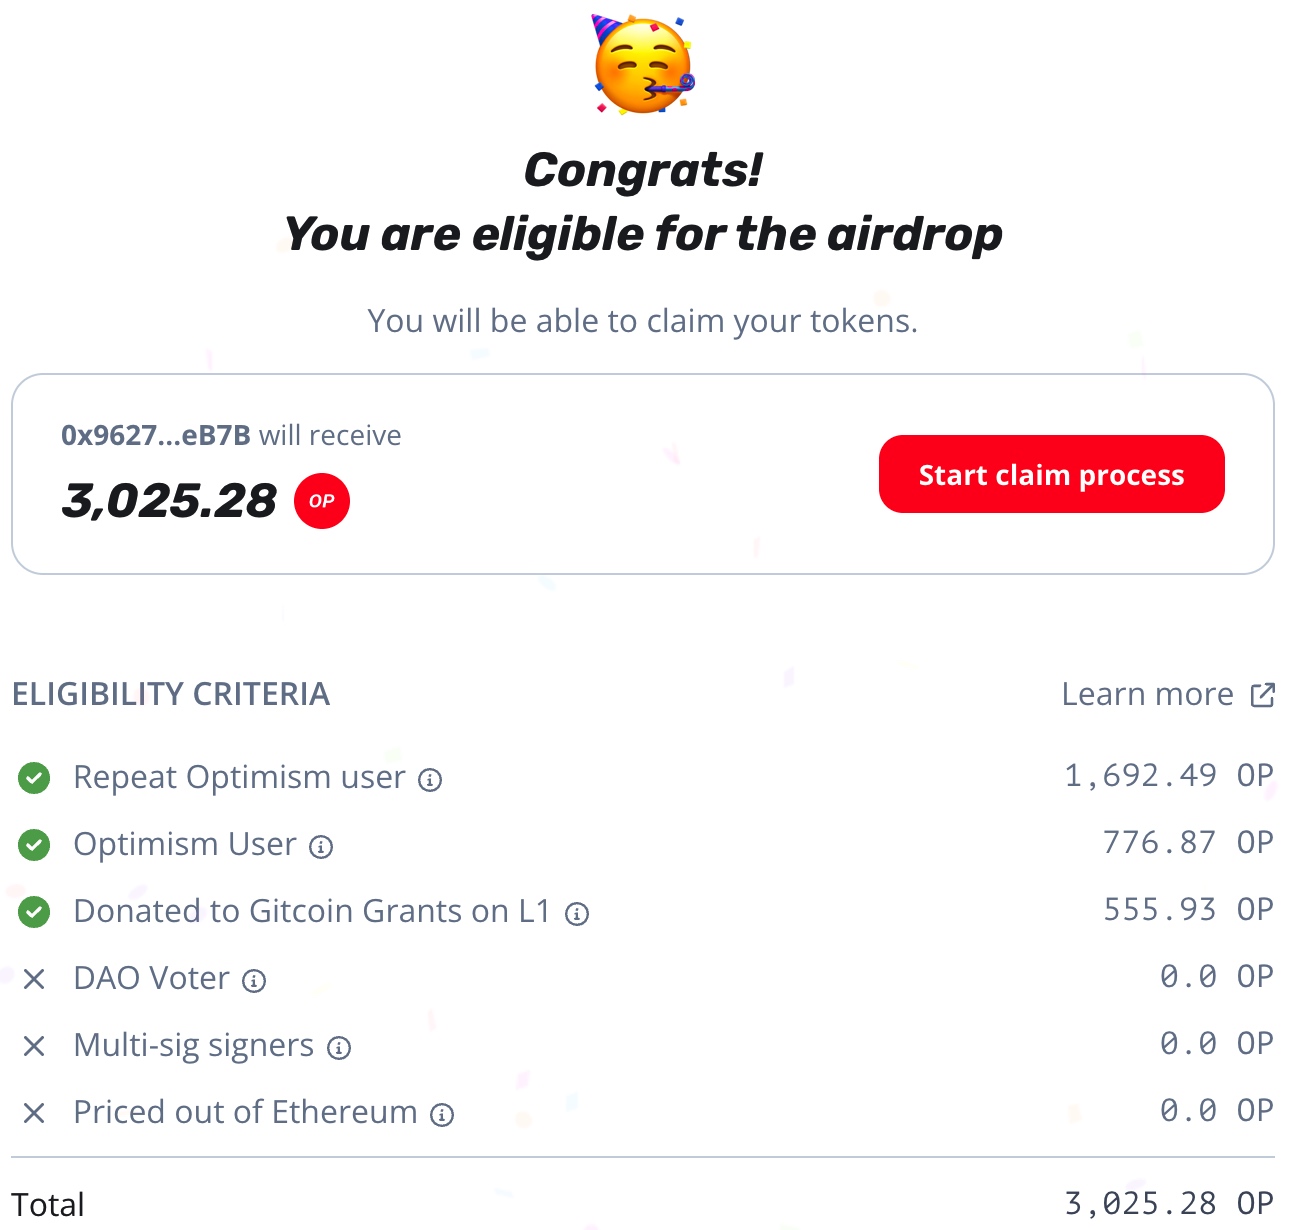 Congrats!
You are eligible for the airdrop
You will be able to claim your tokens.
0x9627...eB7B will receive
3,025.28 OP
Start claim process
ELIGIBILITY CRITERIA Learn more
Repeat Optimism user 1,692.49 OP
Optimism User 776.87 OP
Donated to Gitcoin Grants on L1 555.93 OP
DAO Voter 0.0 OP
Multi-sig signers 0.0 OP
Priced out of Ethereum 0.0 OP
Total 3,025.28 OP